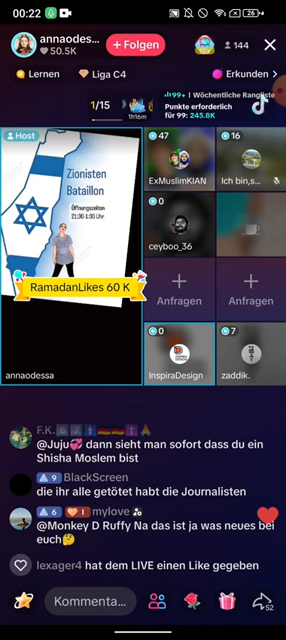 00:22
26
annaodes...
50.5K
+ Folgen
144
Lernen
Liga C4
Erkunden >
1/15
1h16m
99+ | Wöchentliche Rangliste
Punkte erforderlich
für 99: 245.8K
Host
Zionisten
Bataillon
Öffnungszeiten
21:30-1:30 Uhr
RamadanLikes 60 K
annaodessa
47
ExMuslimKIAN
16
Ich bin,s...
0
ceyboo_36
Anfragen
Anfragen
0
InspiraDesign
7
zaddik.
F.K.
@Juju💞 dann sieht man sofort dass du ein
Shisha Moslem bist
9 BlackScreen
die ihr alle getötet habt die Journalisten
6 1 mylove
@Monkey D Ruffy Na das ist ja was neues bei
euch🤔
lexager4 hat dem LIVE einen Like gegeben
Kommenta...
52